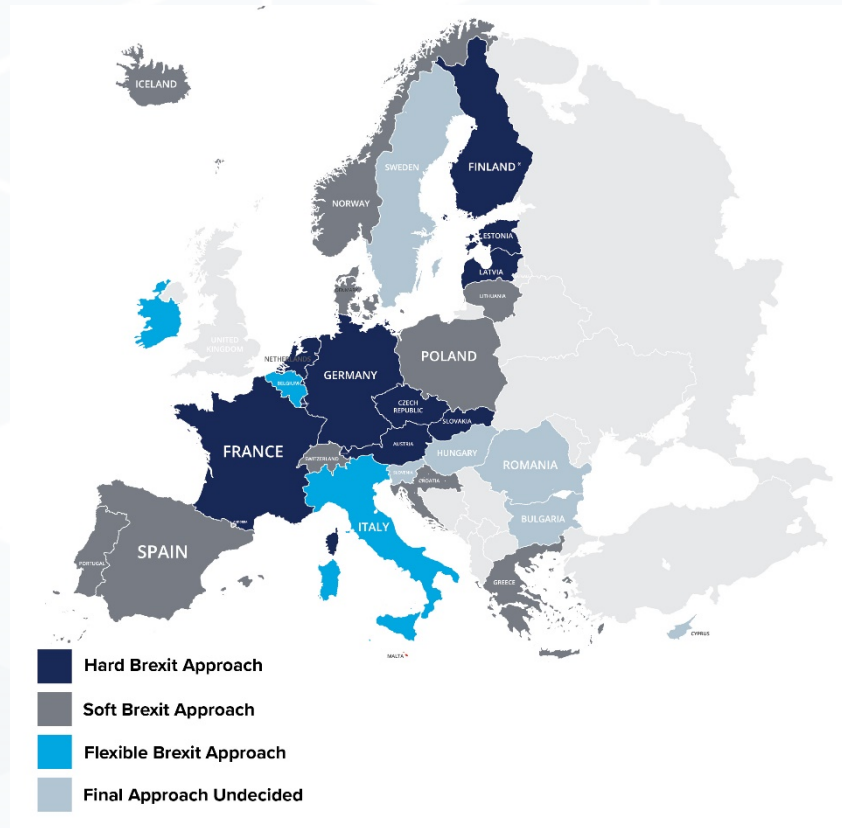 ICELAND
SWEDEN
FINLAND*
NORWAY
ESTONIA
LATVIA
LITHUANIA
UNITED
KINGDOM
NETHERLANDS
BELGIUM
GERMANY
POLAND
CZECH
REPUBLIC
SLOVAKIA
FRANCE
AUSTRIA
SWITZERLAND
HUNGARY
ROMANIA
SLOVENIA
CROATIA
BULGARIA
ITALY
PORTUGAL
SPAIN
GREECE
CYPRUS
MALTA
Hard Brexit Approach
Soft Brexit Approach
Flexible Brexit Approach
Final Approach Undecided